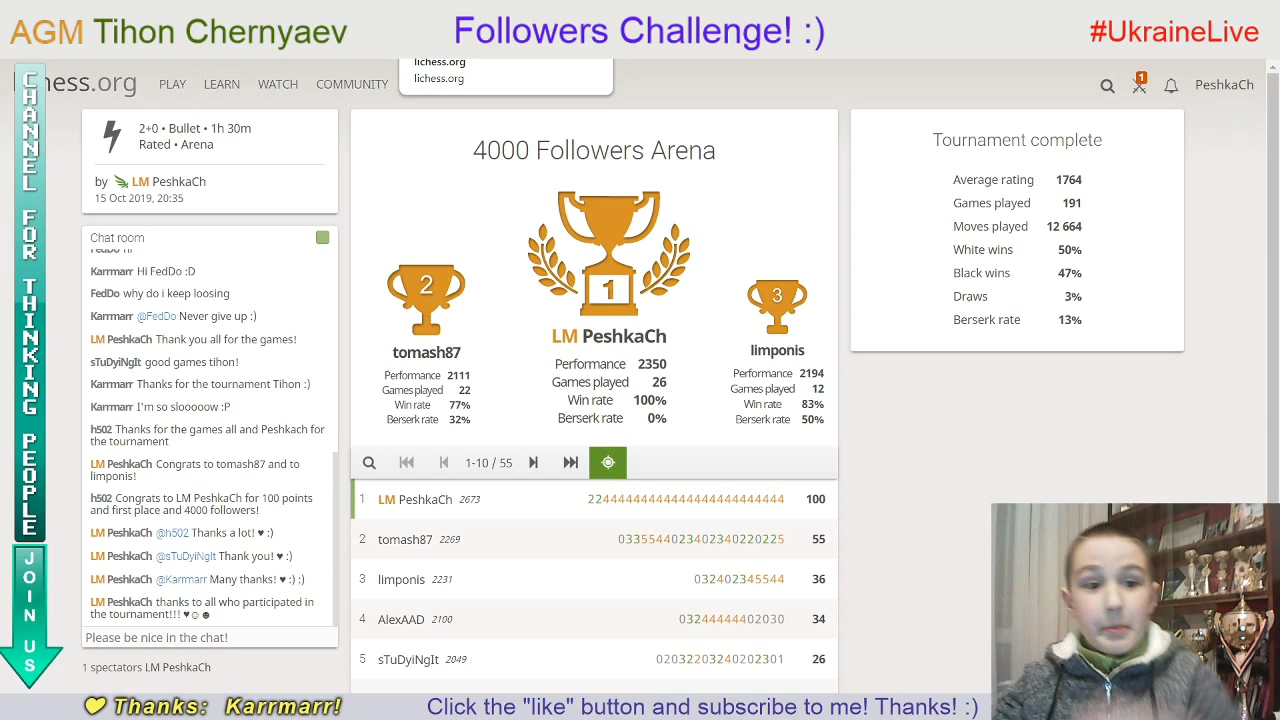 AGM Tihon Chernyaev
Followers Challenge! :)
#UkraineLive
CHANNEL FOR THINKING PEOPLE
JOIN US
hess.org
PLAY LEARN WATCH COMMUNITY
lichess.org
lichess.org
1
PeshkaCh
2+0 • Bullet • 1h 30m
Rated • Arena
by LM PeshkaCh
15 Oct 2019, 20:35
Chat room
FedDo hi
Karrmarr Hi FedDo :D
FedDo why do i keep loosing
Karrmarr @FedDo Never give up :)
LM PeshkaCh Thank you all for the games!
sTuDyiNgIt good games tihon!
Karrmarr Thanks for the tournament Tihon :)
Karrmarr I'm so slooooow :P
h502 Thanks for the games all and Peshkach for
the tournament
LM PeshkaCh Congrats to tomash87 and to
limponis!
h502 Congrats to LM PeshkaCh for 100 points
and first place and 4000 followers!
LM PeshkaCh @h502 Thanks a lot! ♥ :)
LM PeshkaCh @sTuDyiNgIt Thank you! ♥ :)
LM PeshkaCh @Karrmarr Many thanks! ♥ :) :)
LM PeshkaCh thanks to all who participated in
the tournament!!! ♥☺☻
Please be nice in the chat!
1 spectators LM PeshkaCh
4000 Followers Arena
2
tomash87
Performance 2111
Games played 22
Win rate 77%
Berserk rate 32%
1
LM PeshkaCh
Performance 2350
Games played 26
Win rate 100%
Berserk rate 0%
3
limponis
Performance 2194
Games played 12
Win rate 83%
Berserk rate 50%
1-10 / 55
1 LM PeshkaCh 2673 22444444444444444444444444 100
2 tomash87 2269 0335544023402340220225 55
3 limponis 2231 032402345544 36
4 AlexAAD 2100 03244444402030 34
5 sTuDyiNgIt 2049 02032203240202301 26
Tournament complete
Average rating 1764
Games played 191
Moves played 12 664
White wins 50%
Black wins 47%
Draws 3%
Berserk rate 13%
Thanks: Karrmarr!
Click the "like" button and subscribe to me! Thanks! :)